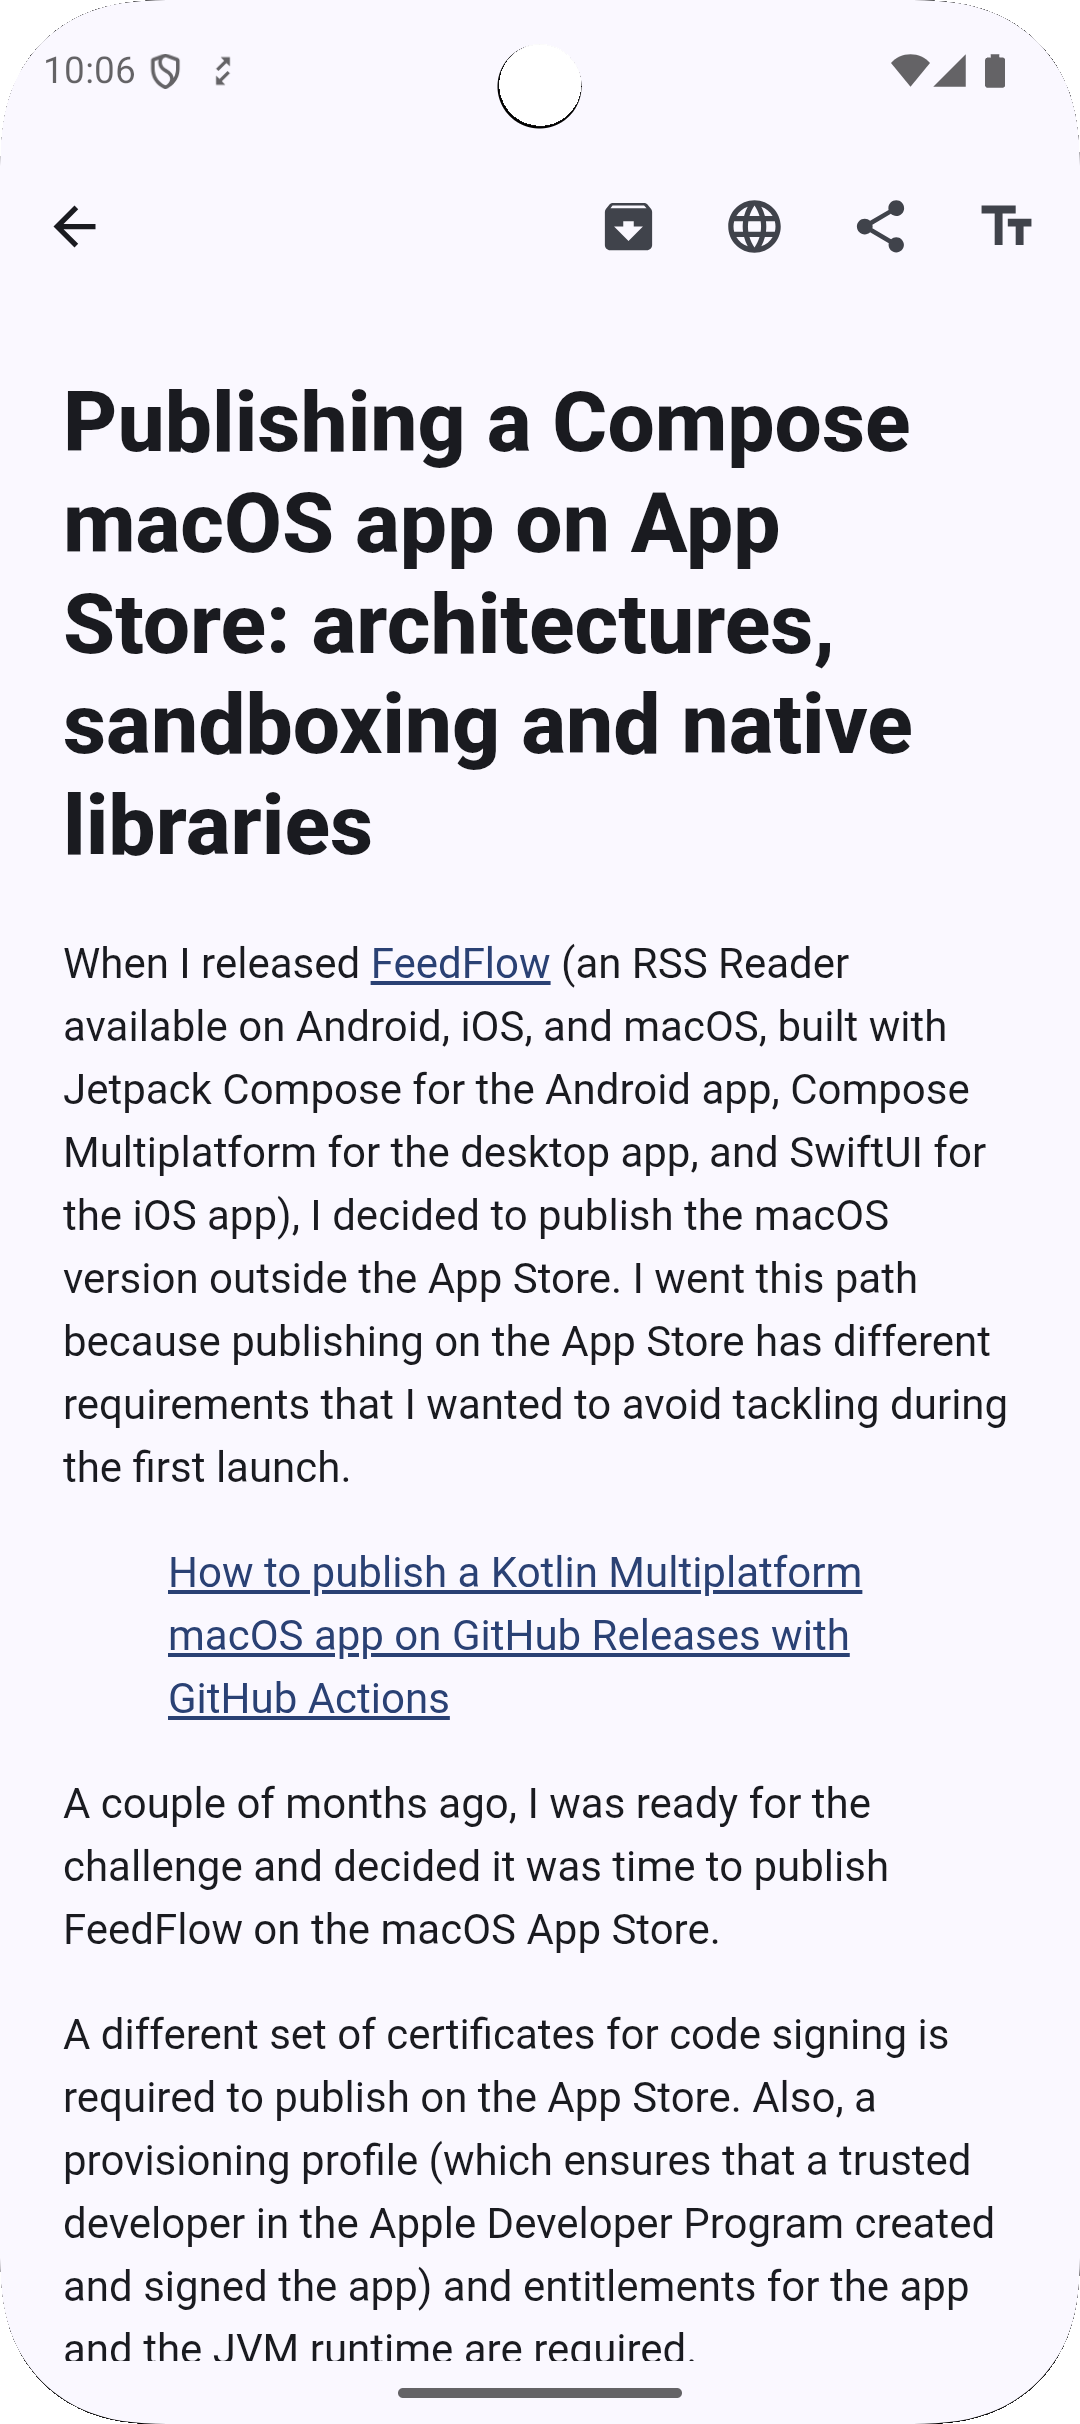 10:06
Publishing a Compose
macOS app on App
Store: architectures,
sandboxing and native
libraries
When I released FeedFlow (an RSS Reader
available on Android, iOS, and macOS, built with
Jetpack Compose for the Android app, Compose
Multiplatform for the desktop app, and SwiftUI for
the iOS app), I decided to publish the macOS
version outside the App Store. I went this path
because publishing on the App Store has different
requirements that I wanted to avoid tackling during
the first launch.
How to publish a Kotlin Multiplatform
macOS app on GitHub Releases with
GitHub Actions
A couple of months ago, I was ready for the
challenge and decided it was time to publish
FeedFlow on the macOS App Store.
A different set of certificates for code signing is
required to publish on the App Store. Also, a
provisioning profile (which ensures that a trusted
developer in the Apple Developer Program created
and signed the app) and entitlements for the app
and the JVM runtime are required.